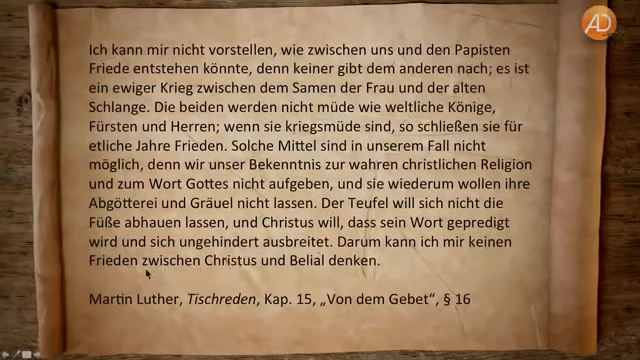 AD
Ich kann mir nicht vorstellen, wie zwischen uns und den Papisten
Friede entstehen könnte, denn keiner gibt dem anderen nach; es ist
ein ewiger Krieg zwischen dem Samen der Frau und der alten
Schlange. Die beiden werden nicht müde wie weltliche Könige,
Fürsten und Herren; wenn sie kriegsmüde sind, so schließen sie für
etliche Jahre Frieden. Solche Mittel sind in unserem Fall nicht
möglich, denn wir unser Bekenntnis zur wahren christlichen Religion
und zum Wort Gottes nicht aufgeben, und sie wiederum wollen ihre
Abgötterei und Gräuel nicht lassen. Der Teufel will sich nicht die
Füße abhauen lassen, und Christus will, dass sein Wort gepredigt
wird und sich ungehindert ausbreitet. Darum kann ich mir keinen
Frieden zwischen Christus und Belial denken.
Martin Luther, Tischreden, Kap. 15, „Von dem Gebet“, § 16